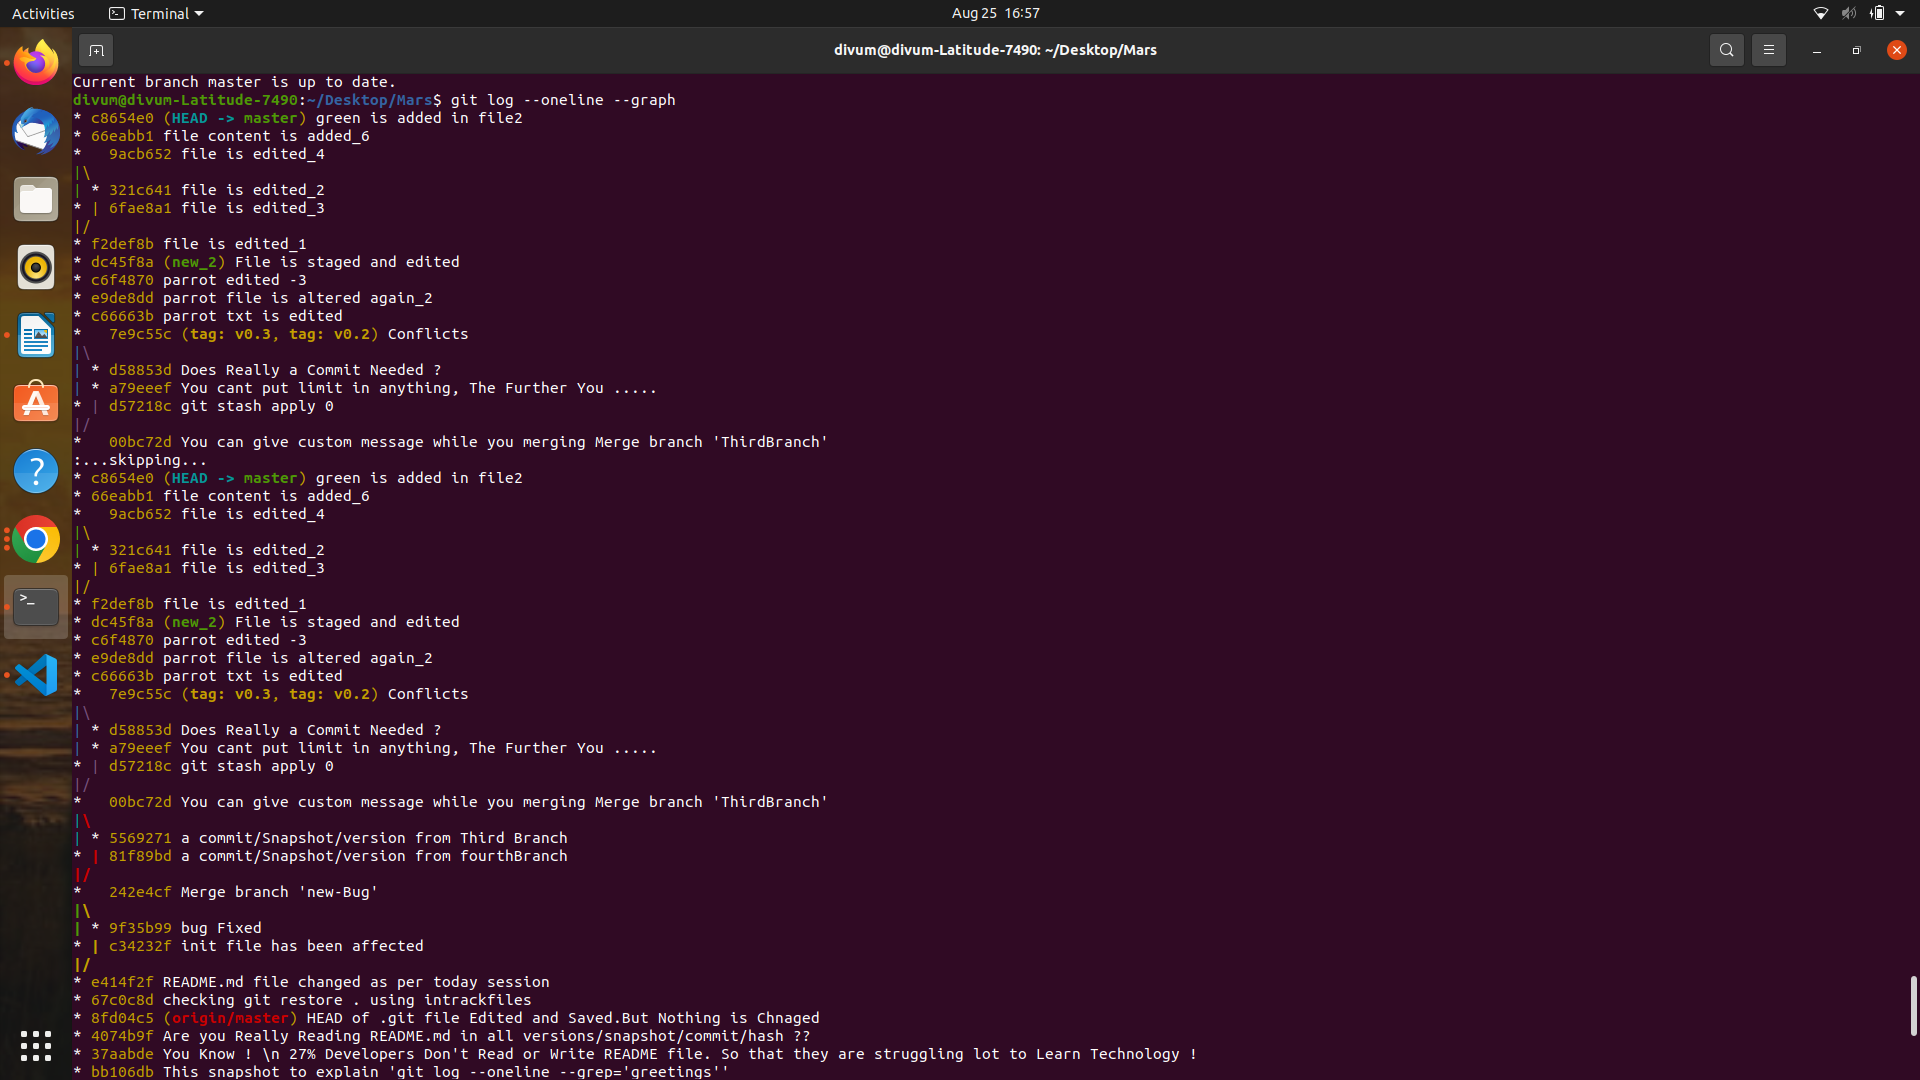 Activities Terminal Aug 25 16:57
divum@divum-Latitude-7490: ~/Desktop/Mars
Current branch master is up to date.
divum@divum-Latitude-7490:~/Desktop/Mars$ git log --oneline --graph
* c8654e0 (HEAD -> master) green is added in file2
* 66eabb1 file content is added_6
*   9acb652 file is edited_4
|\
| * 321c641 file is edited_2
* | 6fae8a1 file is edited_3
|/
* f2def8b file is edited_1
* dc45f8a (new_2) File is staged and edited
* c6f4870 parrot edited -3
* e9de8dd parrot file is altered again_2
* c66663b parrot txt is edited
*   7e9c55c (tag: v0.3, tag: v0.2) Conflicts
|\
| * d58853d Does Really a Commit Needed ?
| * a79eeef You cant put limit in anything, The Further You .....
* | d57218c git stash apply 0
|/
*   00bc72d You can give custom message while you merging Merge branch 'ThirdBranch'
:...skipping...
* c8654e0 (HEAD -> master) green is added in file2
* 66eabb1 file content is added_6
*   9acb652 file is edited_4
|\
| * 321c641 file is edited_2
* | 6fae8a1 file is edited_3
|/
* f2def8b file is edited_1
* dc45f8a (new_2) File is staged and edited
* c6f4870 parrot edited -3
* e9de8dd parrot file is altered again_2
* c66663b parrot txt is edited
*   7e9c55c (tag: v0.3, tag: v0.2) Conflicts
|\
| * d58853d Does Really a Commit Needed ?
| * a79eeef You cant put limit in anything, The Further You .....
* | d57218c git stash apply 0
|/
*   00bc72d You can give custom message while you merging Merge branch 'ThirdBranch'
|\
| * 5569271 a commit/Snapshot/version from Third Branch
* | 81f89bd a commit/Snapshot/version from fourthBranch
|/
*   242e4cf Merge branch 'new-Bug'
|\
| * 9f35b99 bug Fixed
* | c34232f init file has been affected
|/
* e414f2f README.md file changed as per today session
* 67c0c8d checking git restore . using intrackfiles
* 8fd04c5 (origin/master) HEAD of .git file Edited and Saved.But Nothing is Chnaged
* 4074b9f Are you Really Reading README.md in all versions/snapshot/commit/hash ??
* 37aabde You Know ! \n 27% Developers Don't Read or Write README file. So that they are struggling lot to Learn Technology !
* bb106db This snapshot to explain 'git log --oneline --grep='greetings''